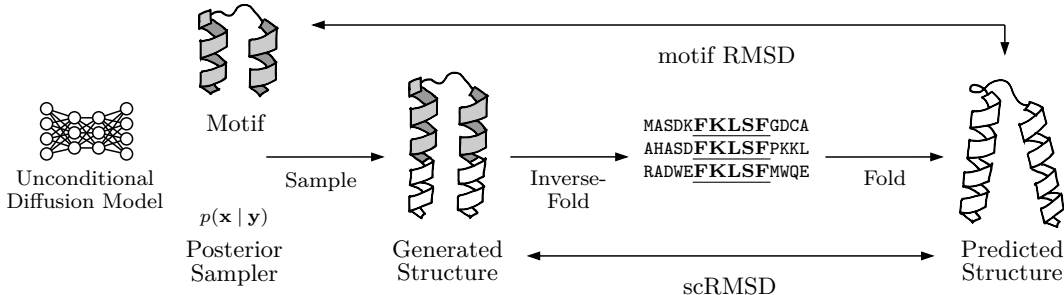 motif RMSD
Motif
MASDKFKLSFGDCA
AHASDFKLSFPKKL
RADWEFKLSFMWQE
Unconditional
Diffusion Model
Sample
Inverse-
Fold
Fold
p(x | y)
Posterior
Sampler
Generated
Structure
Predicted
Structure
scRMSD